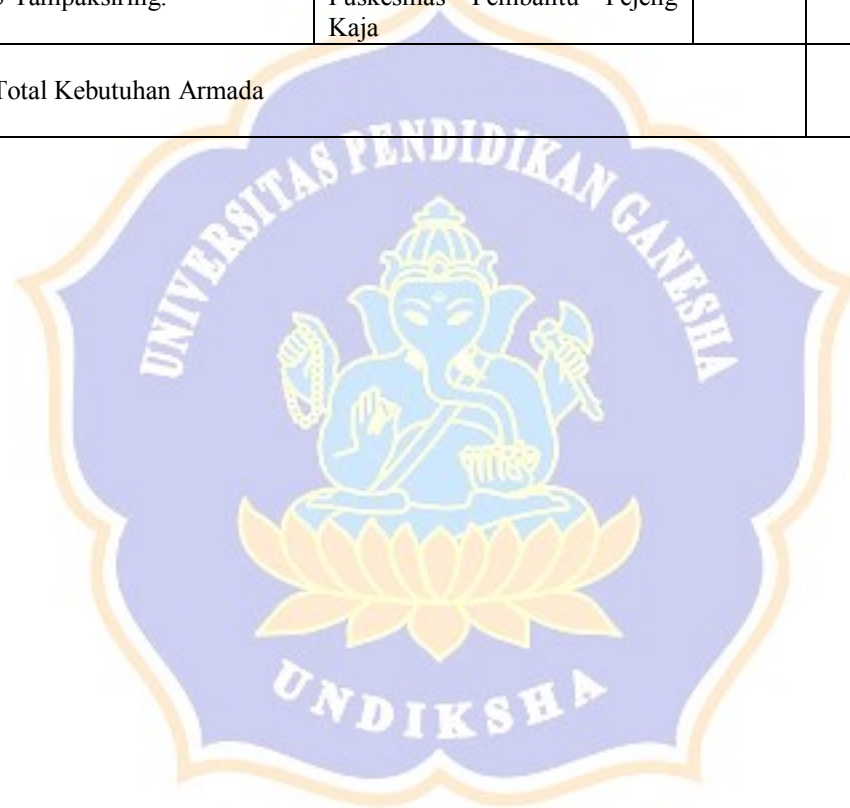 Tampaksiring.
Puskesmas Pembantu Pejeng
Kaja
Total Kebutuhan Armada
UNIVERSITAS PENDIDIKAN GANESHA
UNDIKSHA